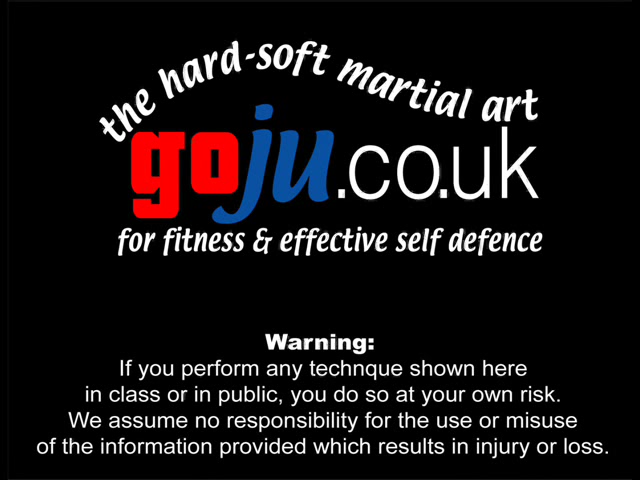 the hard-soft martial art
goju.co.uk
for fitness & effective self defence
Warning:
If you perform any technque shown here
in class or in public, you do so at your own risk.
We assume no responsibility for the use or misuse
of the information provided which results in injury or loss.